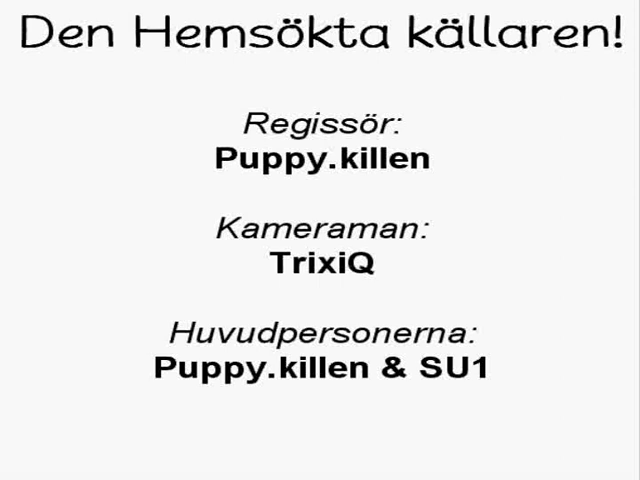 Den Hemsökta källaren!
Regissör:
Puppy.killen
Kameraman:
TrixiQ
Huvudpersonerna:
Puppy.killen & SU1